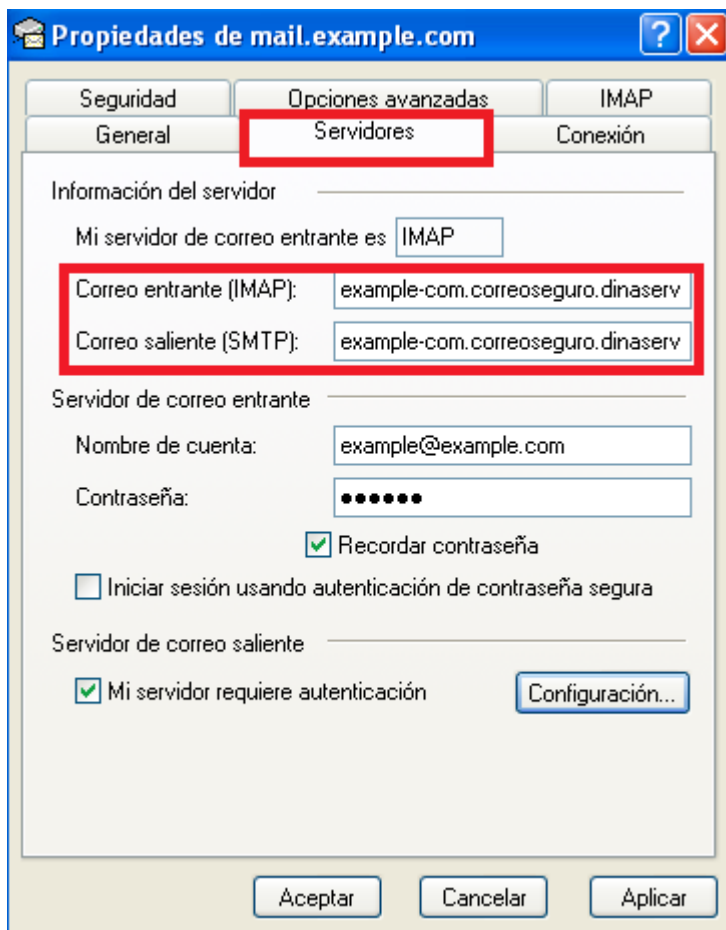 Propiedades de mail.example.com
Seguridad Opciones avanzadas IMAP
General Servidores Conexión
Información del servidor
Mi servidor de correo entrante es IMAP
Correo entrante (IMAP): example-com.correoseguro.dinaserv
Correo saliente (SMTP): example-com.correoseguro.dinaserv
Servidor de correo entrante
Nombre de cuenta: example@example.com
Contraseña: ●●●●●●
Recordar contraseña
Iniciar sesión usando autenticación de contraseña segura
Servidor de correo saliente
Mi servidor requiere autenticación Configuración...
Aceptar Cancelar Aplicar